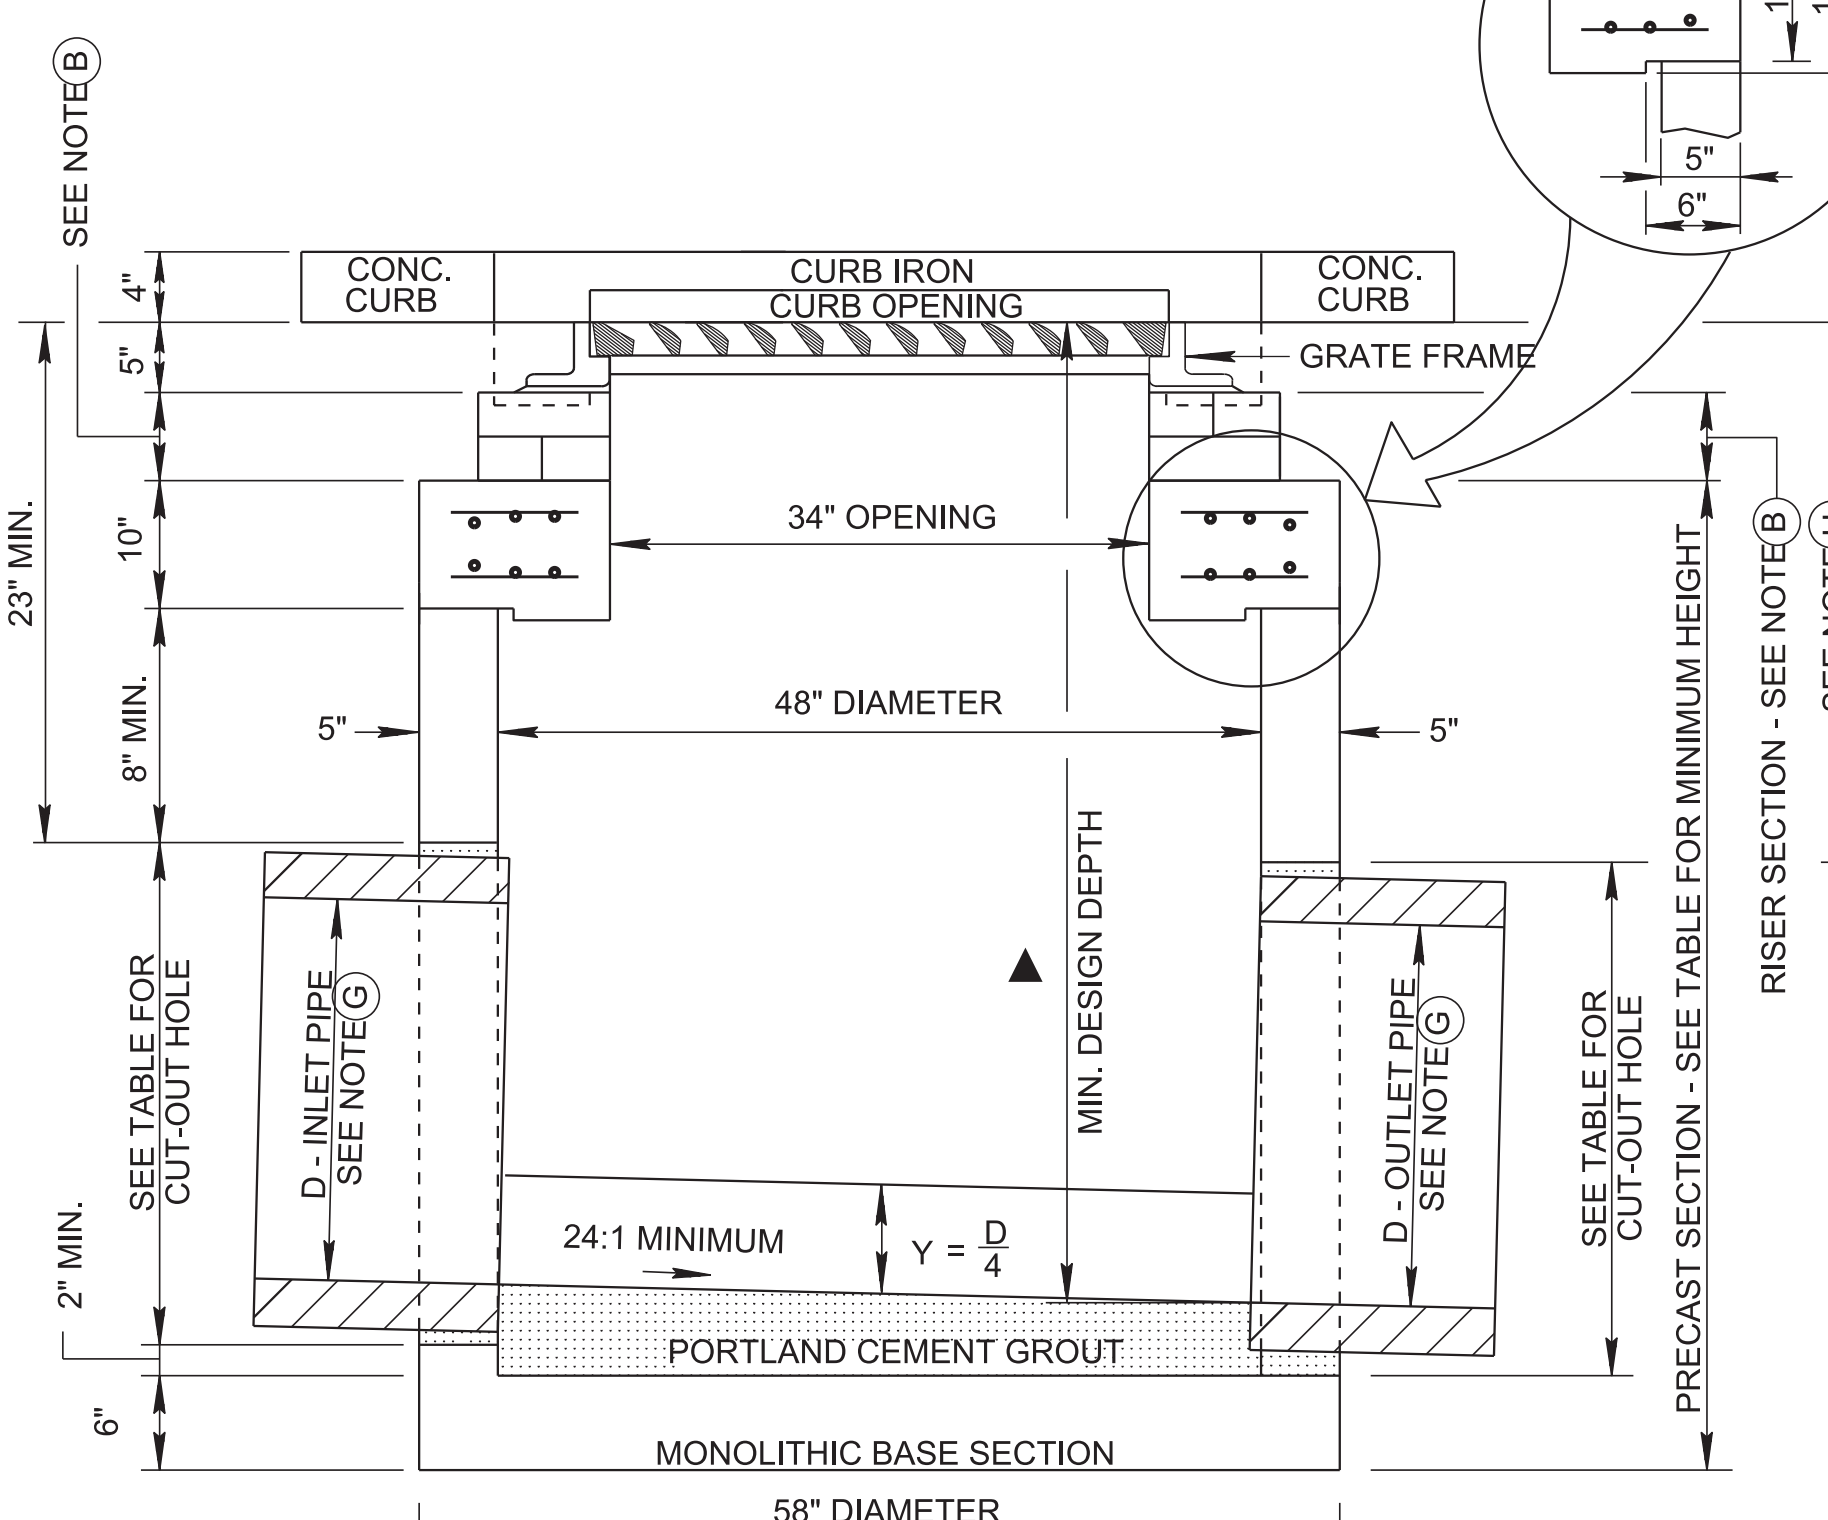 SEE NOTE B
5"
6"
4"
CONC.
CURB
CURB IRON
CURB OPENING
CONC.
CURB
5"
GRATE FRAME
23" MIN.
10"
34" OPENING
8" MIN.
5"
48" DIAMETER
5"
MIN. DESIGN DEPTH
SEE TABLE FOR
CUT-OUT HOLE
D - INLET PIPE
SEE NOTE G
D - OUTLET PIPE
SEE NOTE G
SEE TABLE FOR
CUT-OUT HOLE
PRECAST SECTION - SEE TABLE FOR MINIMUM HEIGHT
RISER SECTION - SEE NOTE B
2" MIN.
24:1 MINIMUM
Y = D/4
PORTLAND CEMENT GROUT
6"
MONOLITHIC BASE SECTION
58" DIAMETER